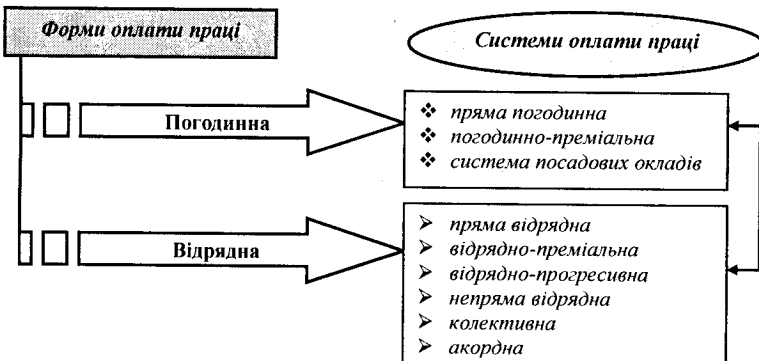 Форми оплати праці
Системи оплати праці
Погодинна
❖ пряма погодинна
❖ погодинно-преміальна
❖ система посадових окладів
Відрядна
➢ пряма відрядна
➢ відрядно-преміальна
➢ відрядно-прогресивна
➢ непряма відрядна
➢ колективна
➢ акордна